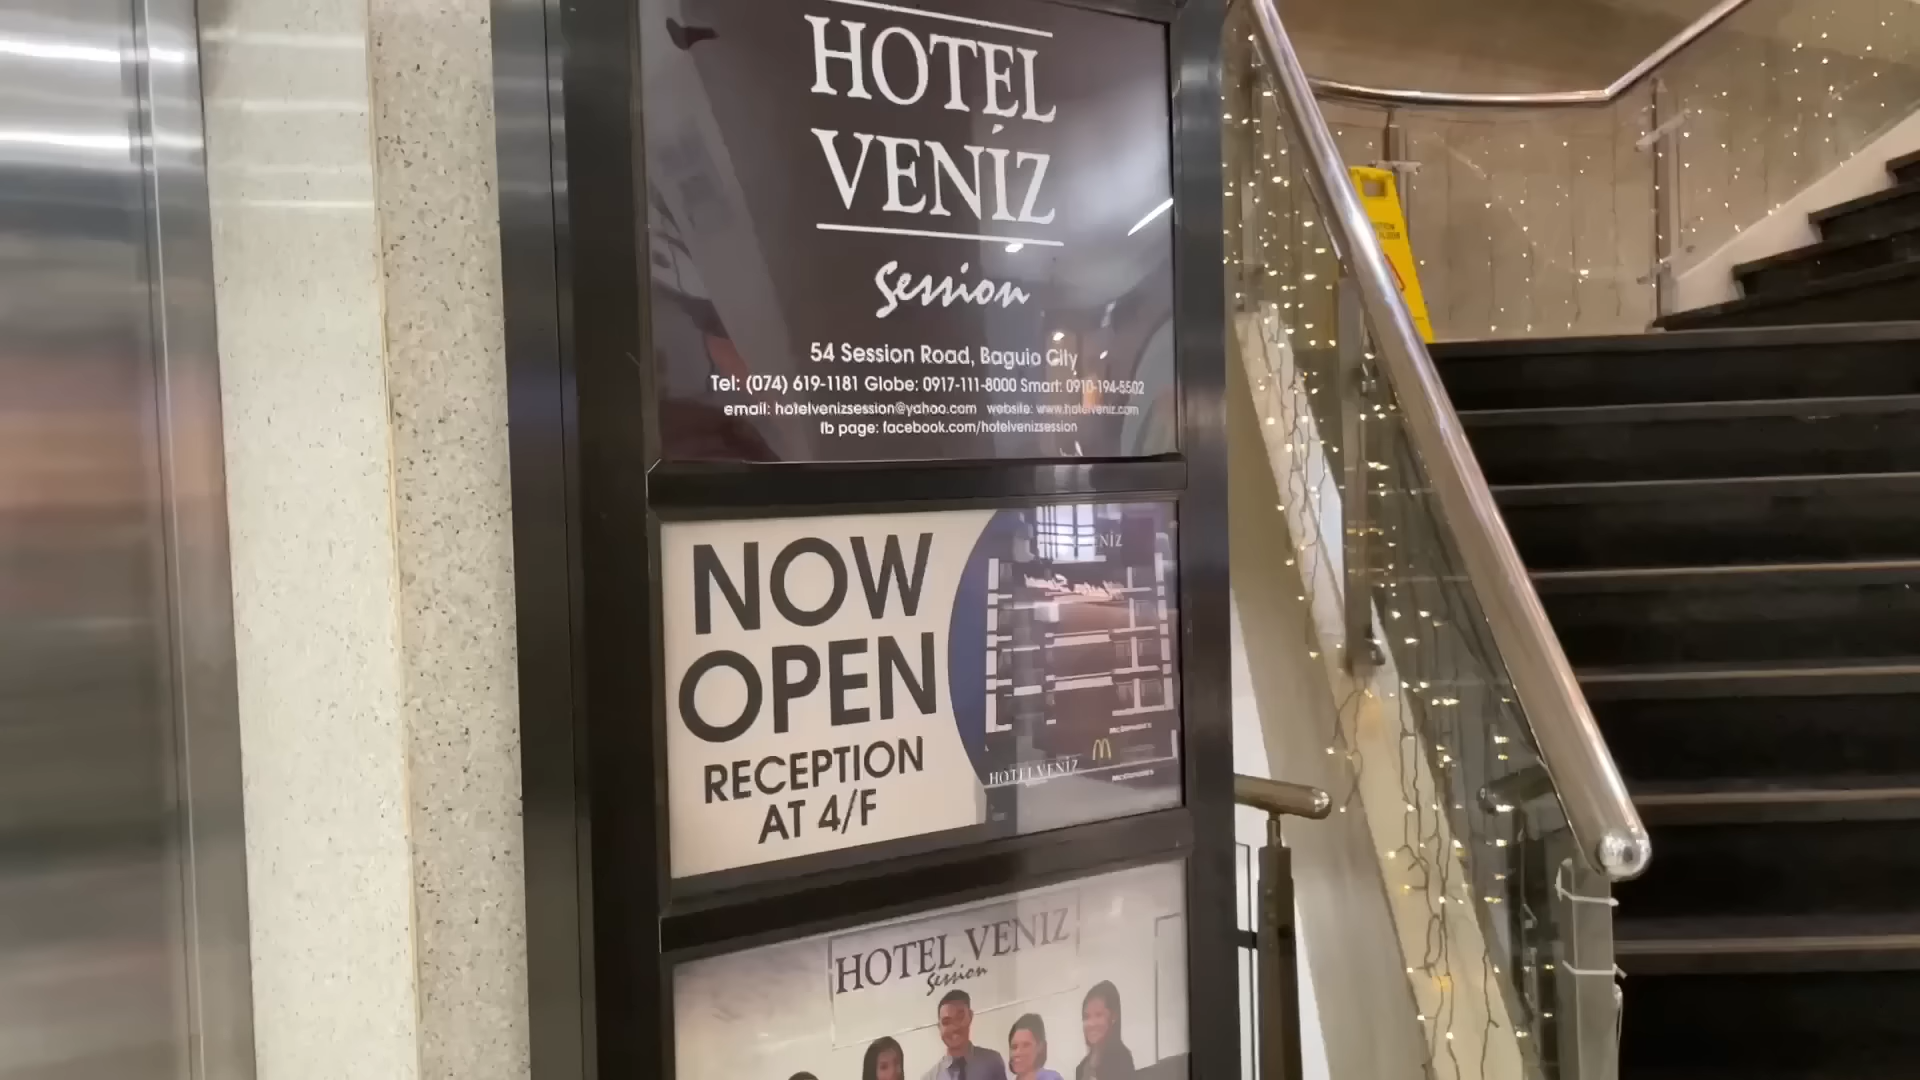 HOTEL
VENÍZ
Session
54 Session Road, Baguio City
Tel: (074) 619-1181 Globe: 0917-111-8000 Smart: 0910-194-5502
email: hotelvenizsession@yahoo.com website: www.hotelveniz.com
fb page: facebook.com/hotelvenizsession
NOW
OPEN
RECEPTION
AT 4/F
HOTEL VENIZ
HOTEL VENIZ
Session